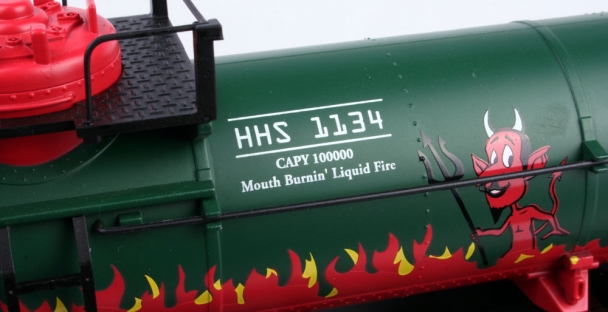 HHS 1134
CAPY 100000
Mouth Burnin' Liquid Fire